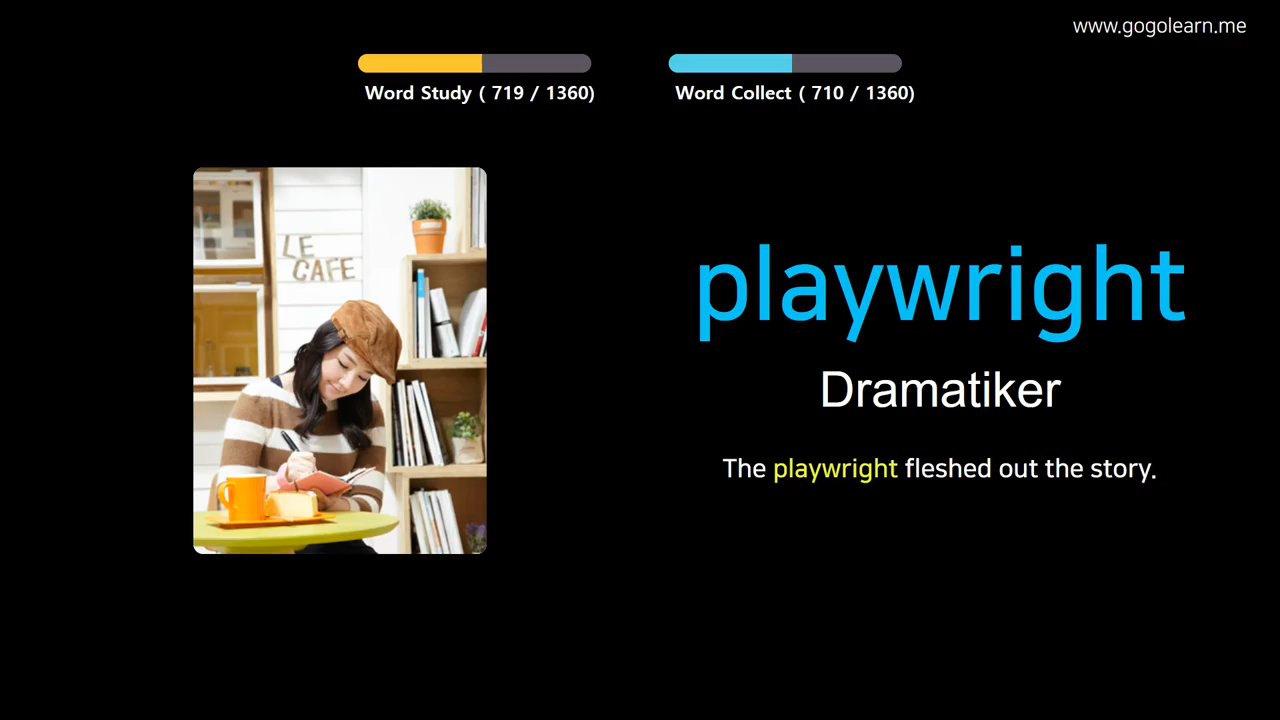 www.gogolearn.me
Word Study ( 719 / 1360)
Word Collect ( 710 / 1360)
LE
CAFE
playwright
Dramatiker
The playwright fleshed out the story.